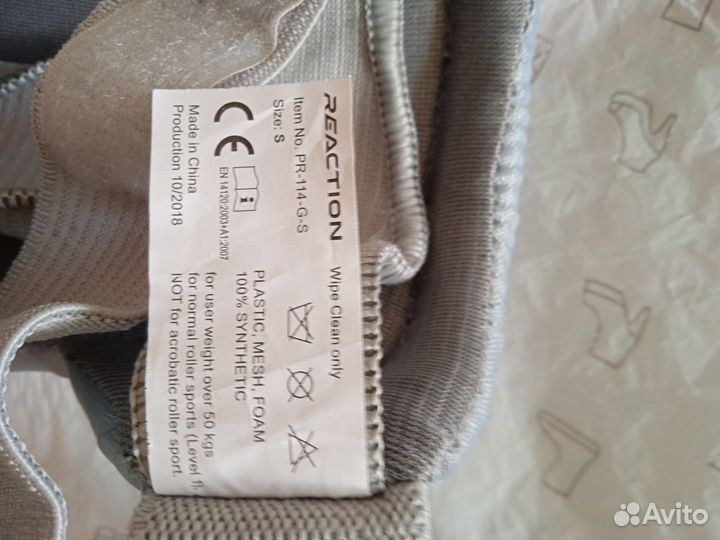 REACTION
Item No. PR-114-G-S
Size: S
CE
EN 14120:2003+A1:2007
Made in China
Production 10/2018
Wipe Clean only
PLASTIC, MESH, FOAM
100% SYNTHETIC
for user weight over 50 kgs
for normal roller sports (Level 1).
NOT for acrobatic roller sport.
Avito